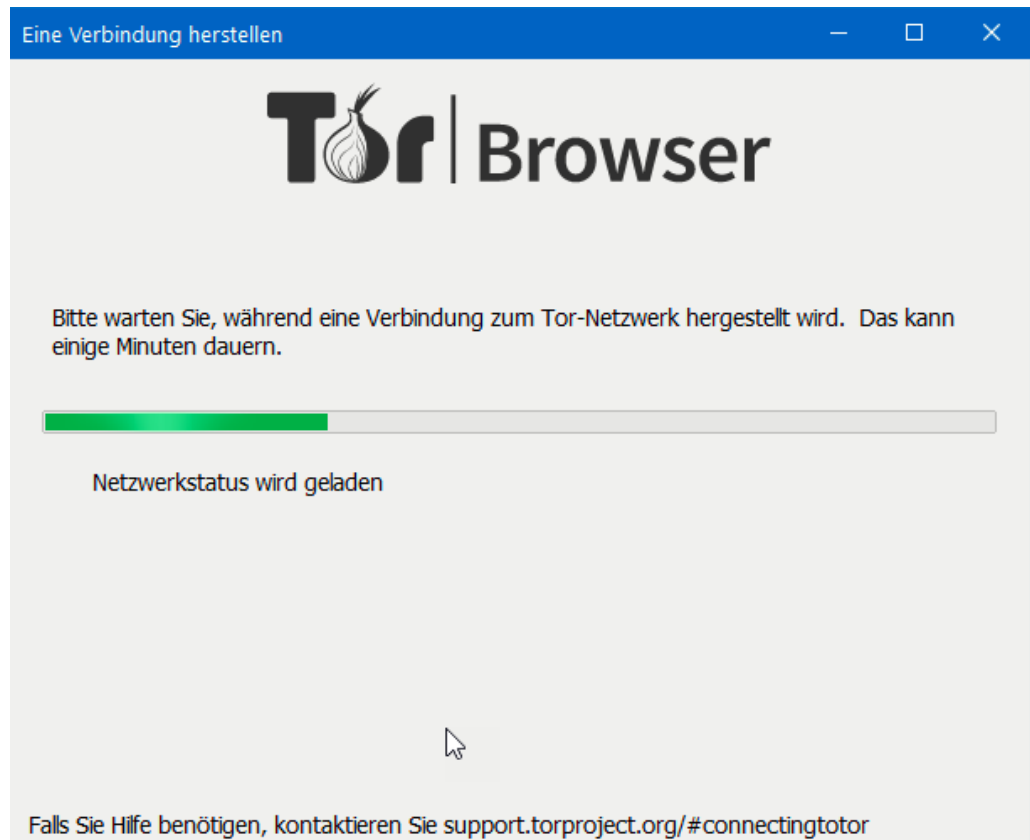 Eine Verbindung herstellen
Tor Browser
Bitte warten Sie, während eine Verbindung zum Tor-Netzwerk hergestellt wird. Das kann
einige Minuten dauern.
Netzwerkstatus wird geladen
Falls Sie Hilfe benötigen, kontaktieren Sie support.torproject.org/#connectingtotor